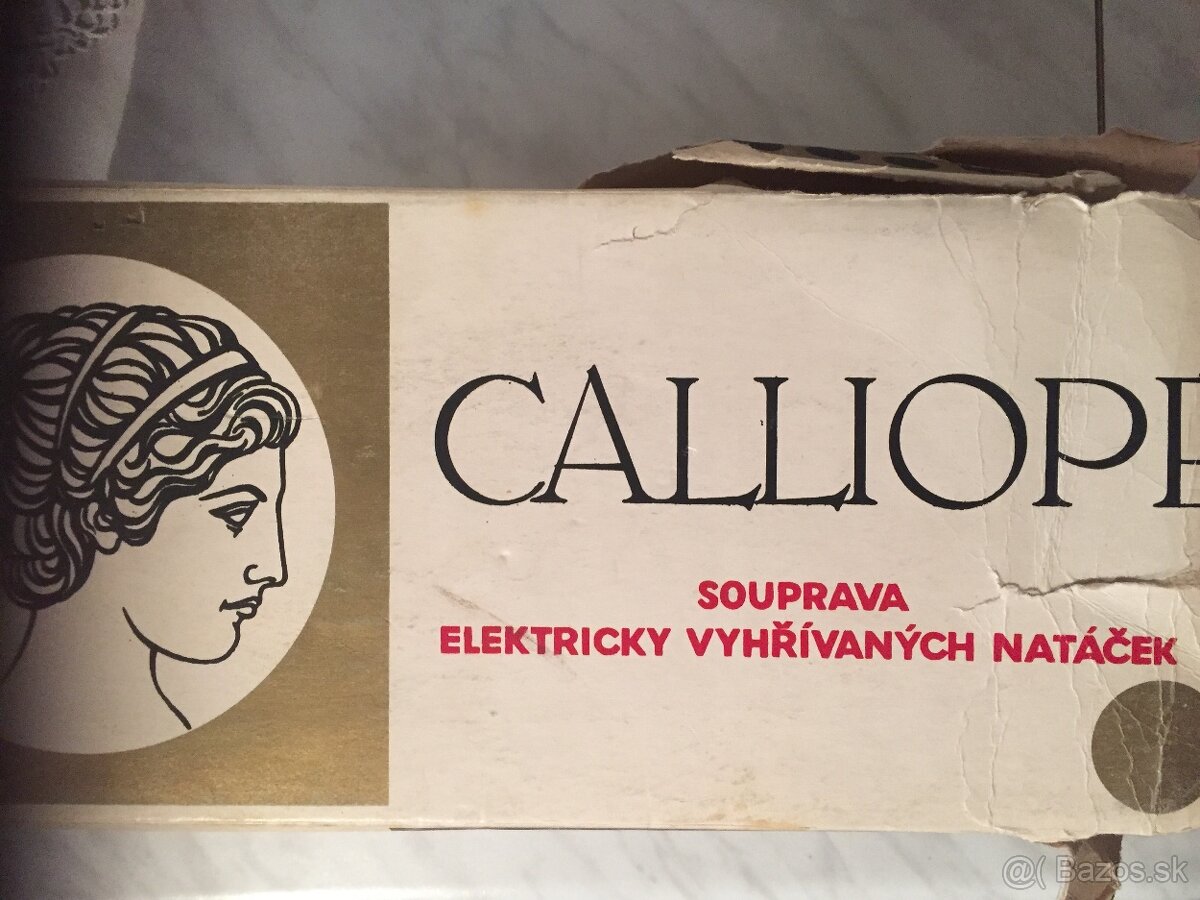 CALLIOPE
SOUPRAVA
ELEKTRICKY VYHŘÍVANÝCH NATÁČEK
@( Bazos.sk